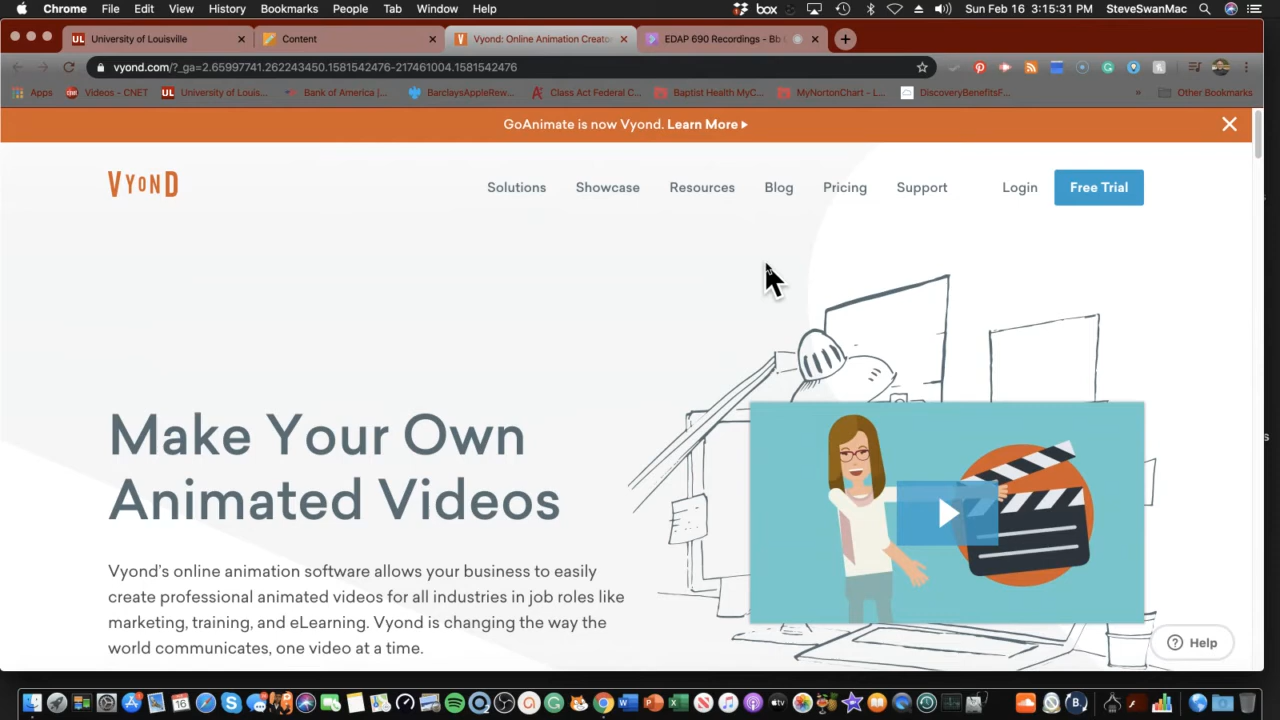 Chrome File Edit View History Bookmarks People Tab Window Help box Sun Feb 16 3:15:31 PM SteveSwanMac
University of Louisville Content Vyond: Online Animation Creato EDAP 690 Recordings - Bb
vyond.com/?_ga=2.65997741.262243450.1581542476-217461004.1581542476
Apps Videos - CNET University of Louis... Bank of America |... BarclaysAppleRew... Class Act Federal C... Baptist Health MyC... MyNortonChart - L... DiscoveryBenefitsF... » Other Bookmarks
GoAnimate is now Vyond. Learn More
VYOND Solutions Showcase Resources Blog Pricing Support Login Free Trial
Make Your Own
Animated Videos
Vyond's online animation software allows your business to easily
create professional animated videos for all industries in job roles like
marketing, training, and eLearning. Vyond is changing the way the
world communicates, one video at a time.
Help